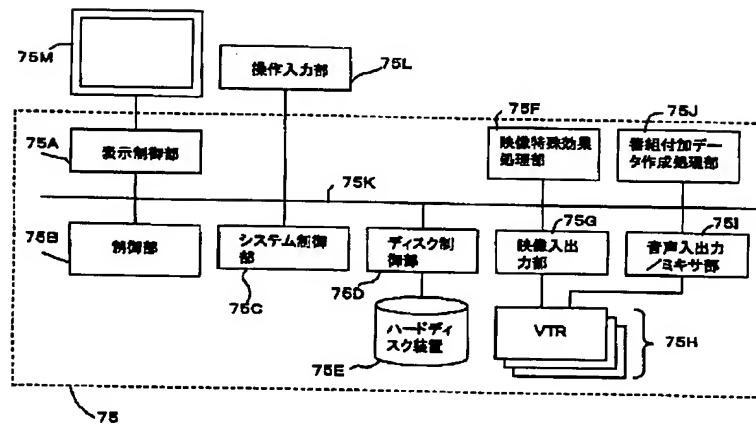 75M
操作入力部
75L
75F
75J
75A
表示制御部
映像特殊効果
処理部
番組付加デー
タ作成処理部
75K
75B
制御部
システム制御
部
75C
ディスク制
御部
75D
75G
映像入出
力部
75I
音声入出力
/ミキサ部
ハードディ
スク装置
75E
VTR
75H
75